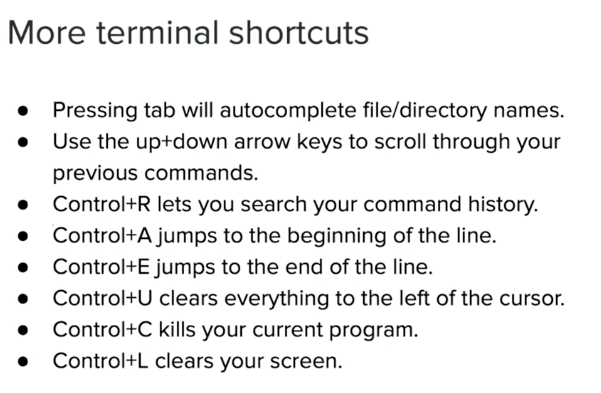 More terminal shortcuts
● Pressing tab will autocomplete file/directory names.
● Use the up+down arrow keys to scroll through your
previous commands.
● Control+R lets you search your command history.
● Control+A jumps to the beginning of the line.
● Control+E jumps to the end of the line.
● Control+U clears everything to the left of the cursor.
● Control+C kills your current program.
● Control+L clears your screen.